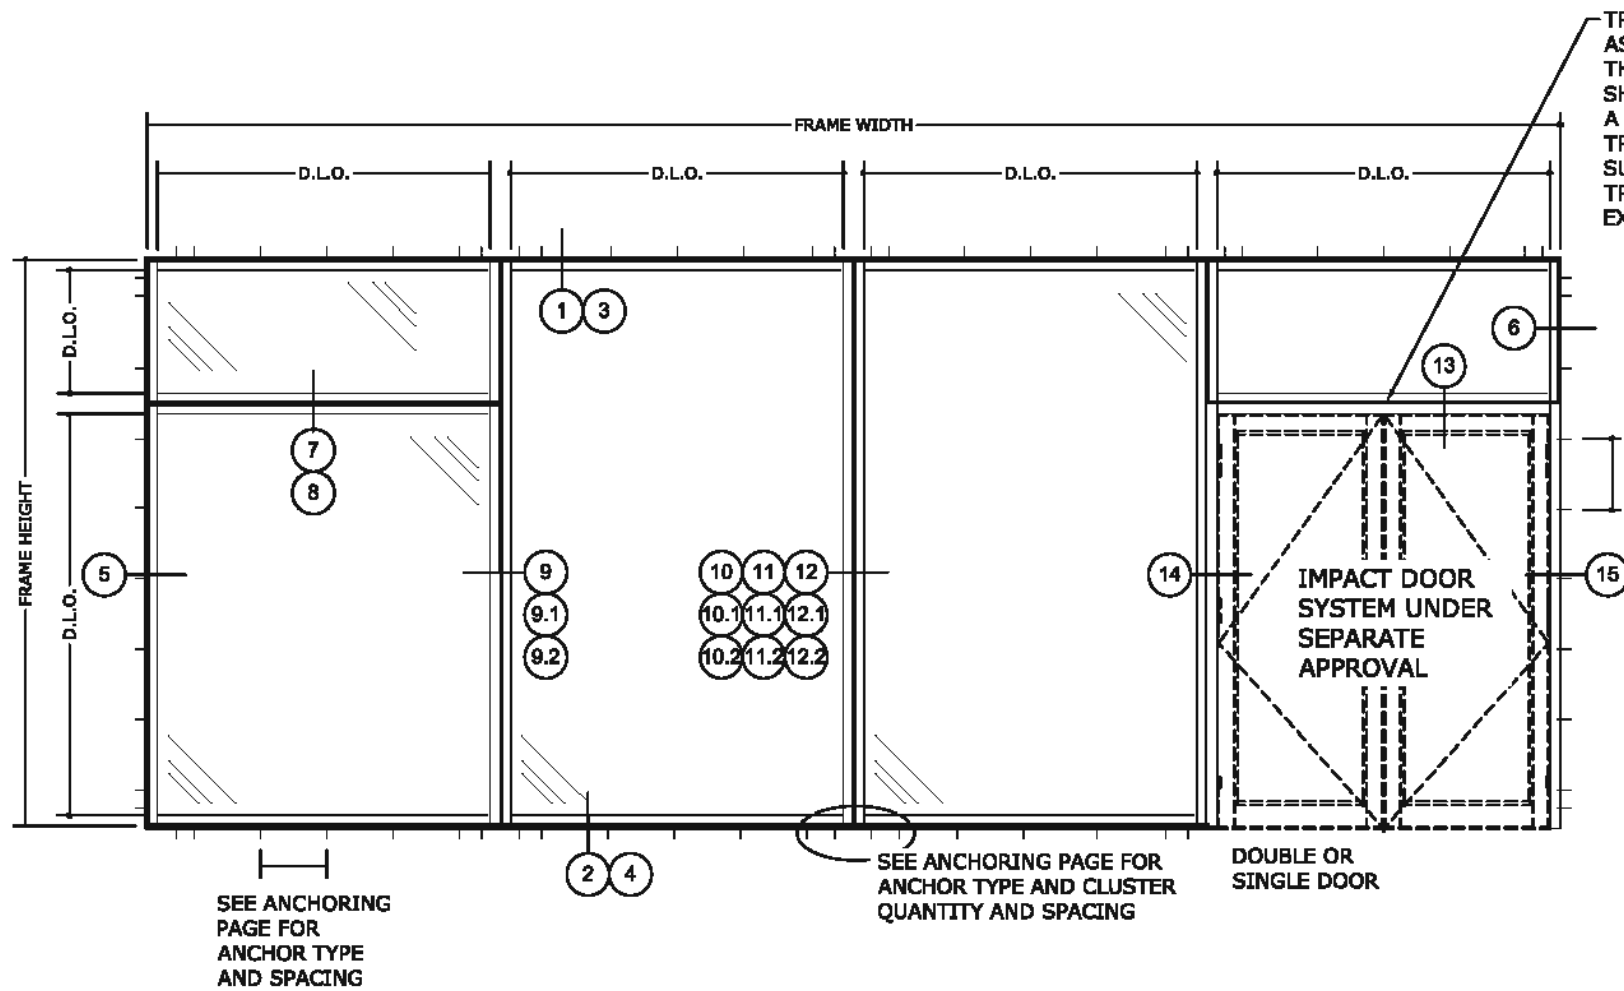 A
FRAME WIDTH
D.L.O.
D.L.O.
D.L.O.
D.L.O.
1
3
6
13
D.L.O.
7
8
FRAME HEIGHT
D.L.O.
5
9
10
11
12
14
15
9.1
10.1
11.1
12.1
9.2
10.2
11.2
12.2
IMPACT DOOR
SYSTEM UNDER
SEPARATE
APPROVAL
2
4
SEE ANCHORING PAGE FOR
ANCHOR TYPE AND CLUSTER
QUANTITY AND SPACING
DOUBLE OR
SINGLE DOOR
SEE ANCHORING
PAGE FOR
ANCHOR TYPE
AND SPACING